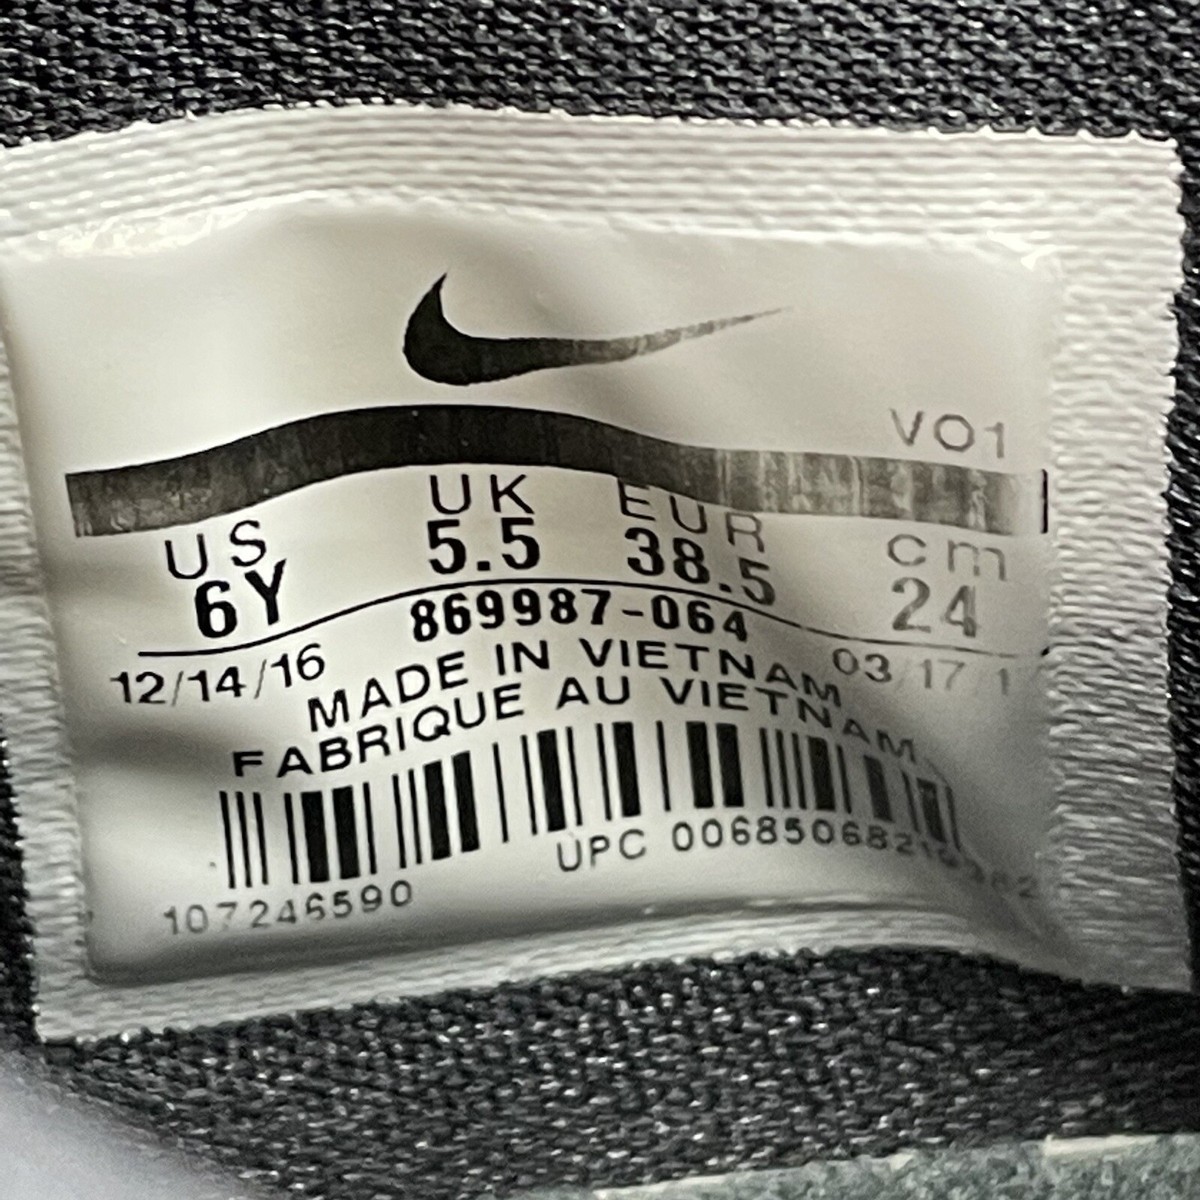 VO1
US UK EUR cm
6Y 5.5 38.5 24
869987-064
12/14/16 03/17/1
MADE IN VIETNAM
FABRIQUE AU VIETNAM
UPC
107246590